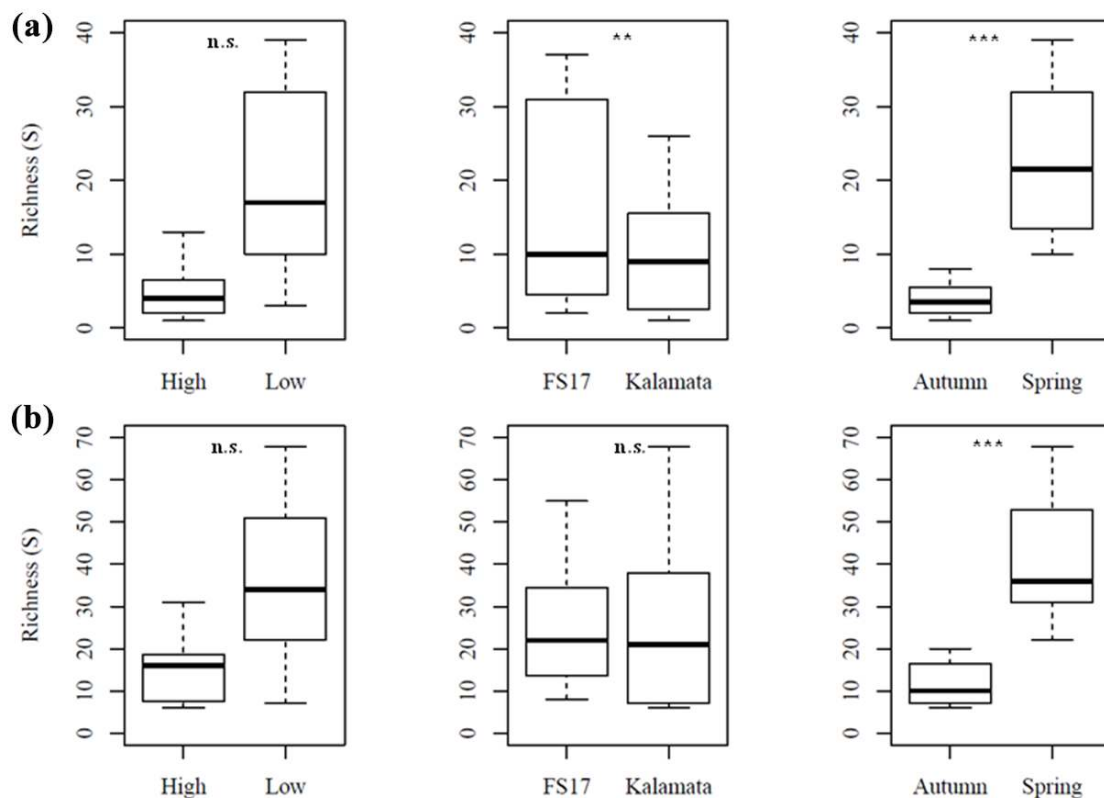 (a)
n.s.
**
***
Richness (S)
0 10 20 30 40
0 10 20 30 40
0 10 20 30 40
High Low
FS17 Kalamata
Autumn Spring
(b)
n.s.
n.s.
***
Richness (S)
0 10 20 30 40 50 60 70
0 10 20 30 40 50 60 70
0 10 20 30 40 50 60 70
High Low
FS17 Kalamata
Autumn Spring